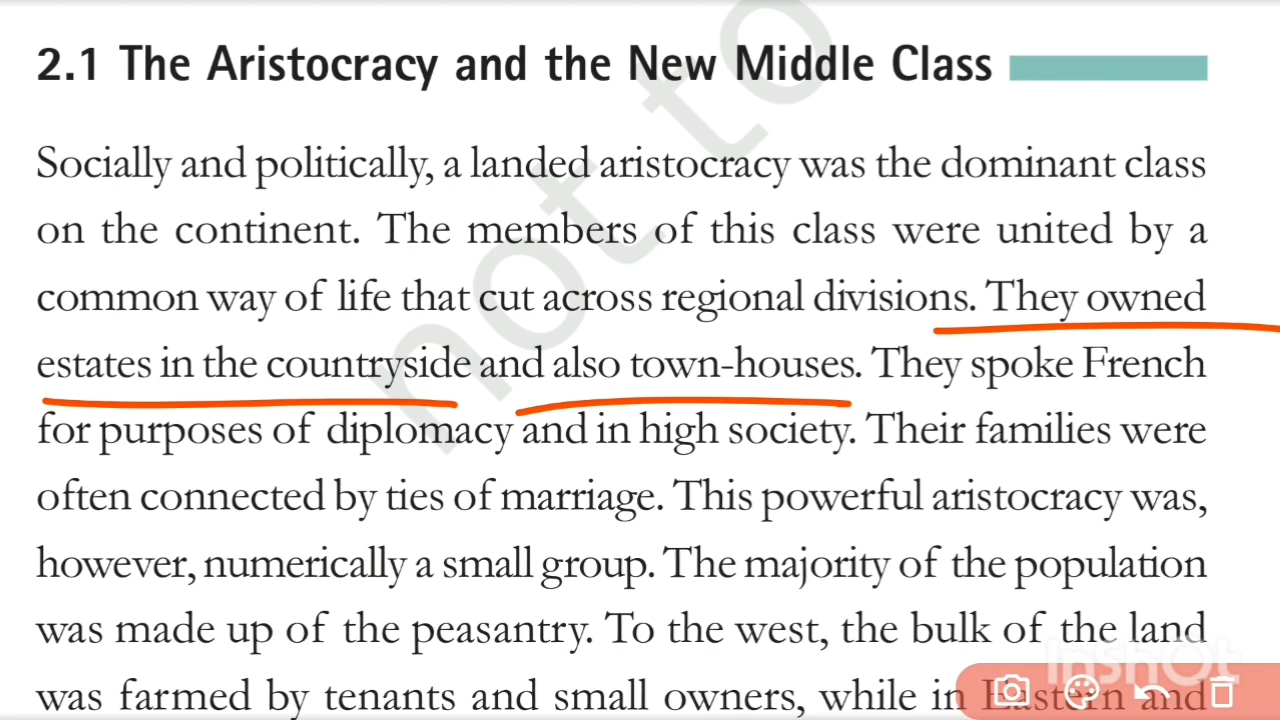 2.1 The Aristocracy and the New Middle Class
Socially and politically, a landed aristocracy was the dominant class
on the continent. The members of this class were united by a
common way of life that cut across regional divisions. They owned
estates in the countryside and also town-houses. They spoke French
for purposes of diplomacy and in high society. Their families were
often connected by ties of marriage. This powerful aristocracy was,
however, numerically a small group. The majority of the population
was made up of the peasantry. To the west, the bulk of the land
was farmed by tenants and small owners, while in Eastern and
not to
InShOt